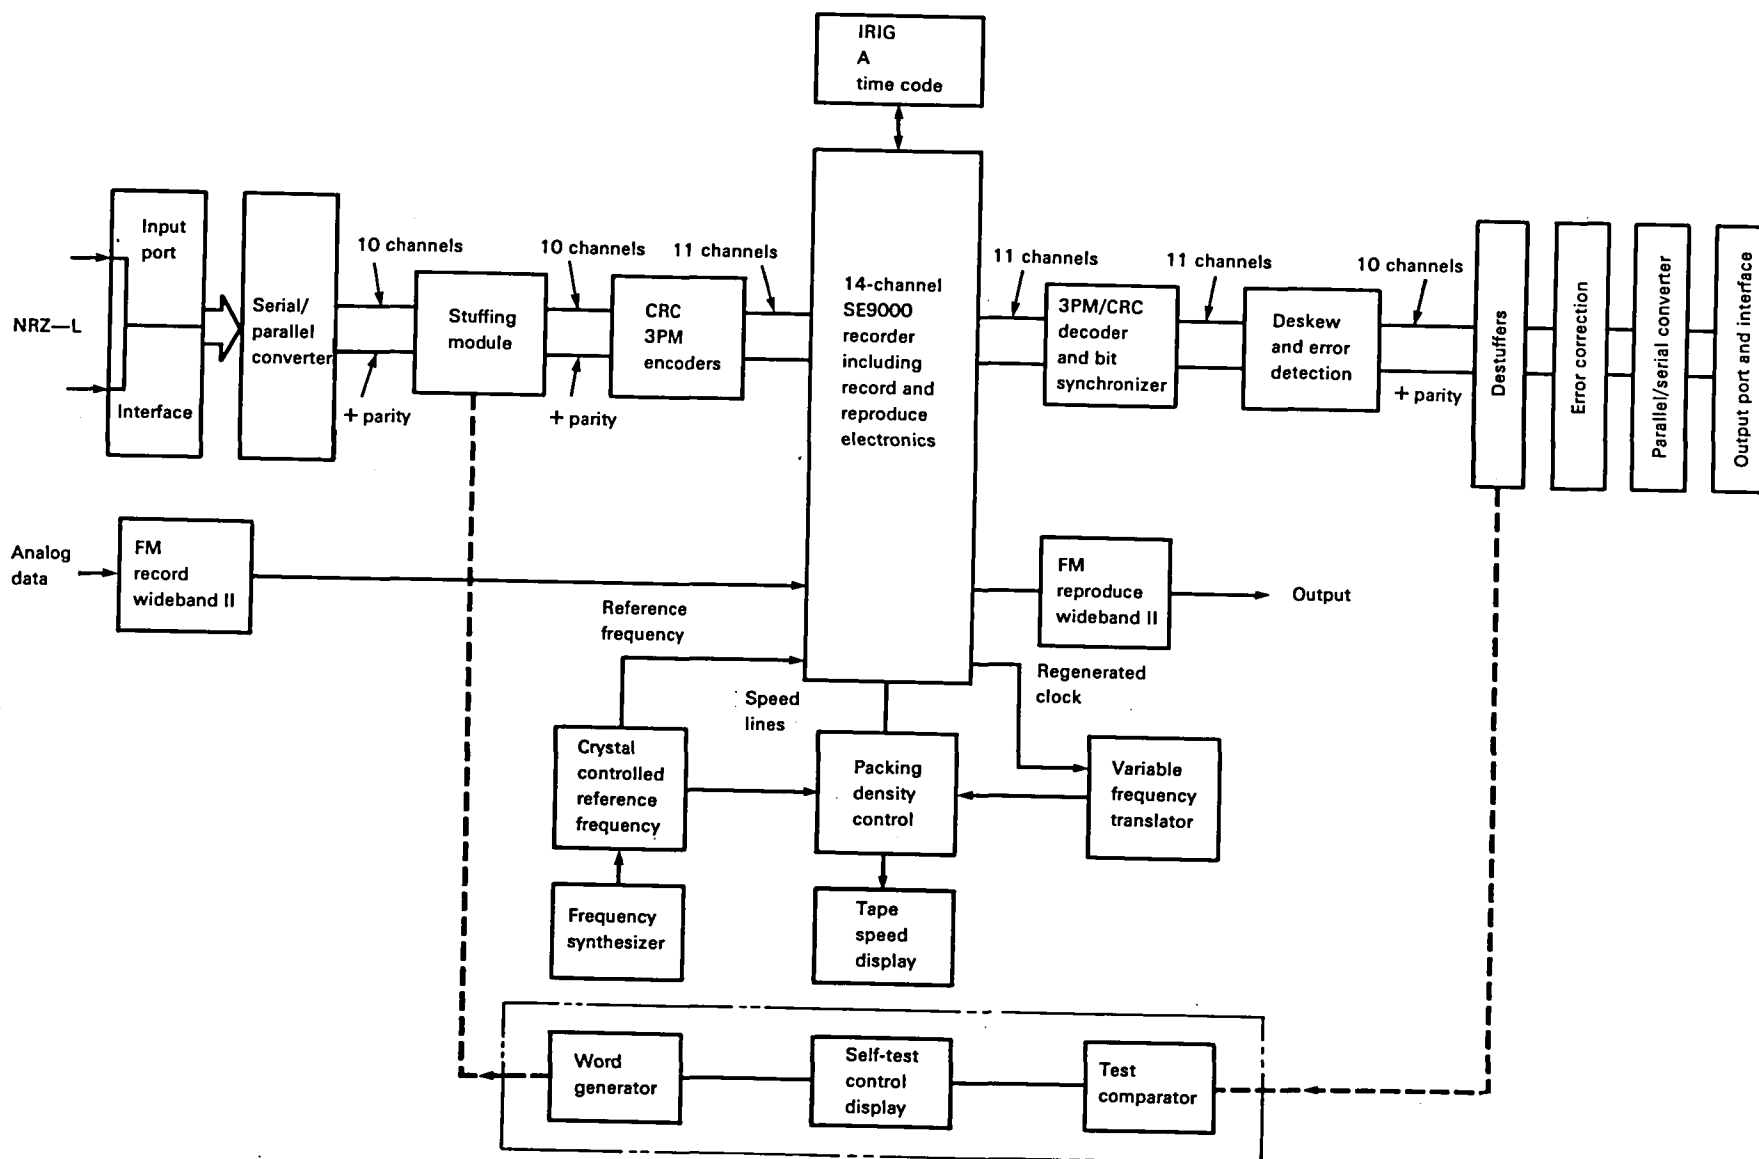 IRIG
A
time code
Input
port
Interface
NRZ—L
Serial/
parallel
converter
10 channels
+ parity
Stuffing
module
10 channels
+ parity
CRC
3PM
encoders
11 channels
14-channel
SE9000
recorder
including
record and
reproduce
electronics
11 channels
3PM/CRC
decoder
and bit
synchronizer
11 channels
Deskew
and error
detection
10 channels
+ parity
Destuffers
Error correction
Parallel/serial converter
Output port and interface
Analog
data
FM
record
wideband II
FM
reproduce
wideband II
Output
Reference
frequency
Speed
lines
Regenerated
clock
Crystal
controlled
reference
frequency
Packing
density
control
Variable
frequency
translator
Frequency
synthesizer
Tape
speed
display
Word
generator
Self-test
control
display
Test
comparator